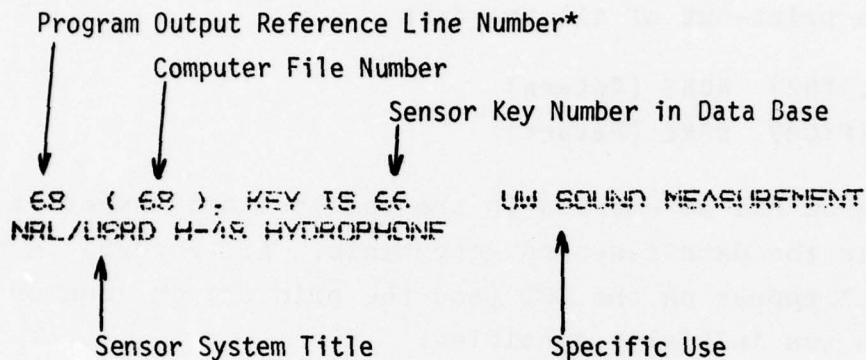 Program Output Reference Line Number*
Computer File Number
Sensor Key Number in Data Base
68 ( 68 ). KEY IS 66 UW SOUND MEASUREMENT
NRL/USRD H-48 HYDROPHONE
Sensor System Title
Specific Use